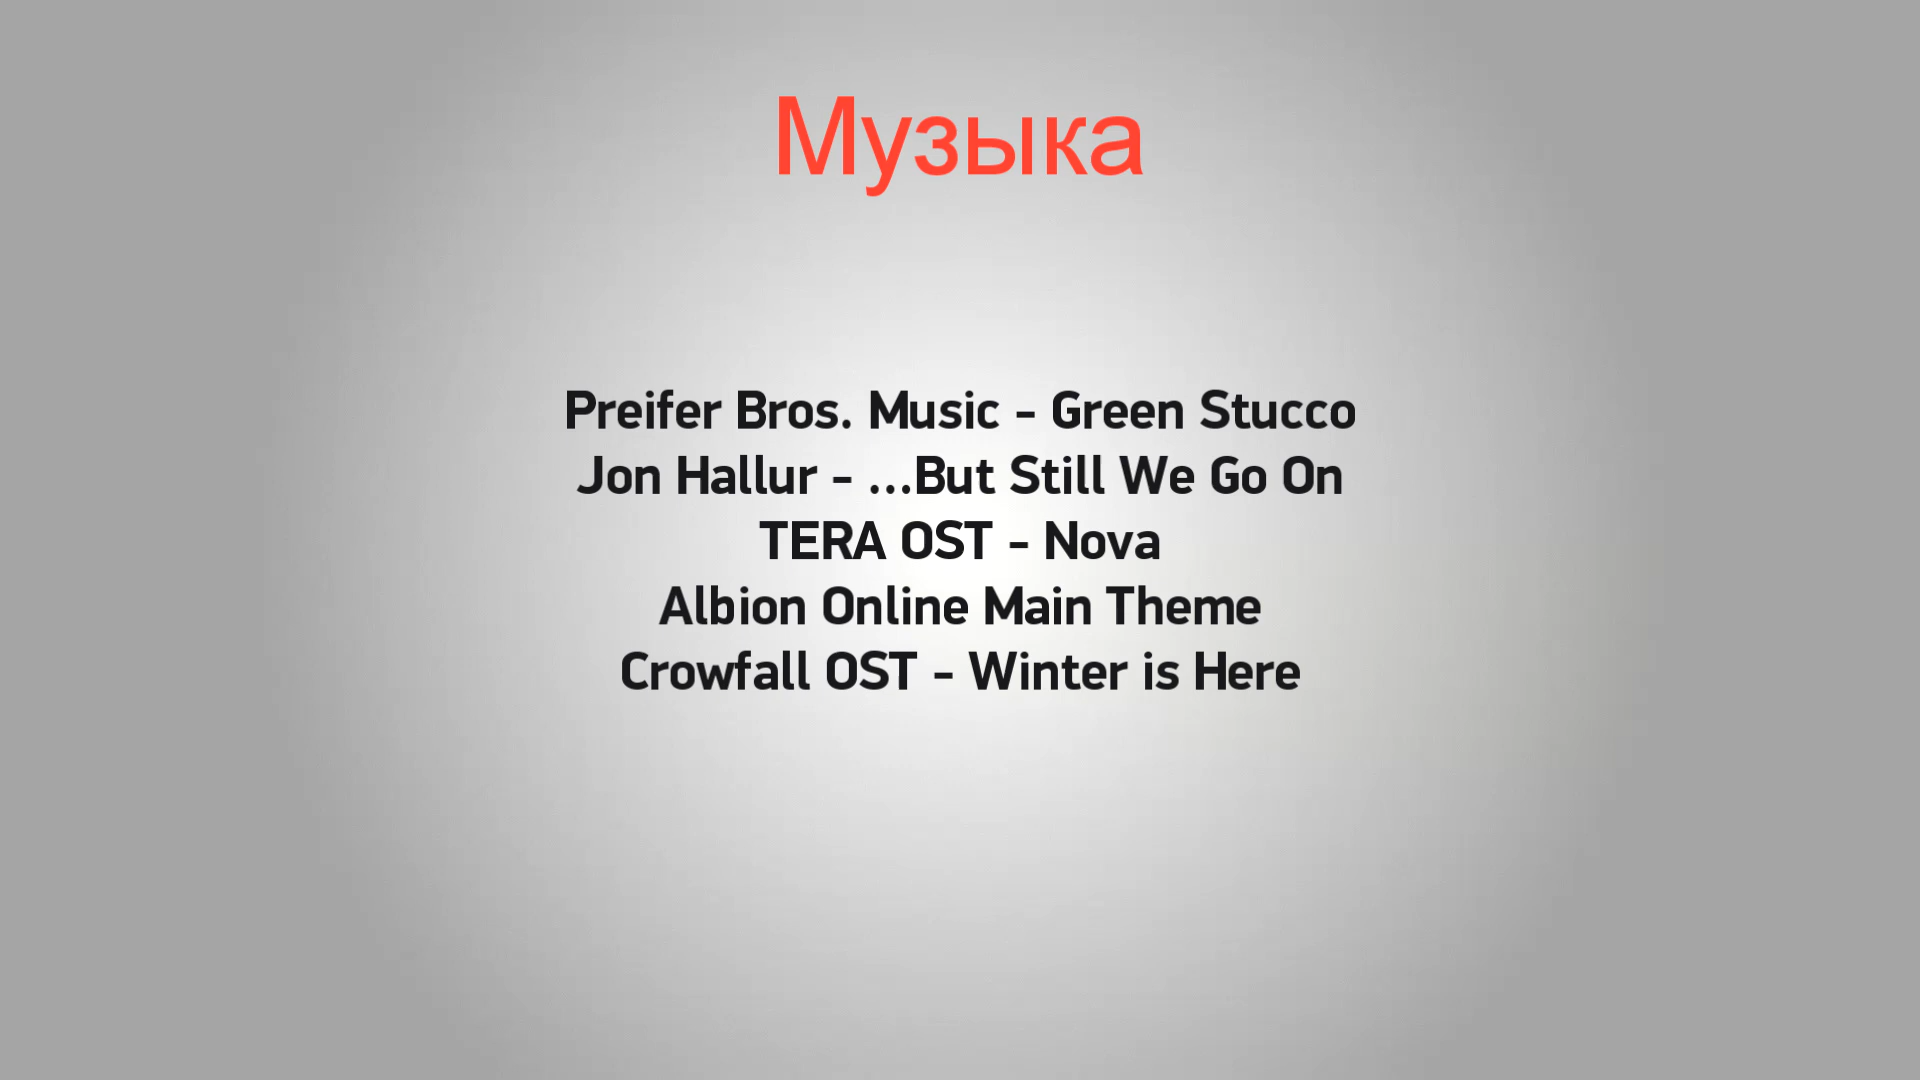 Музыка
Preifer Bros. Music - Green Stucco
Jon Hallur - ...But Still We Go On
TERA OST - Nova
Albion Online Main Theme
Crowfall OST - Winter is Here